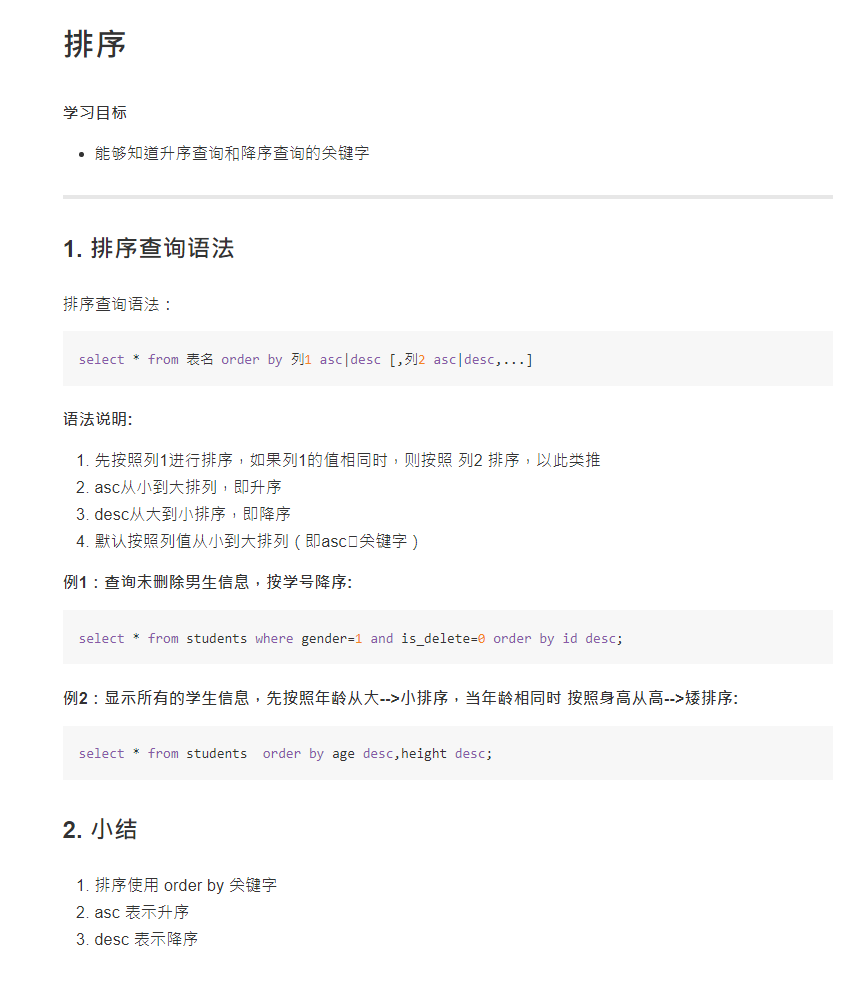 排序
学习目标
能够知道升序查询和降序查询的关键字
1. 排序查询语法
排序查询语法：
select * from 表名 order by 列1 asc|desc [,列2 asc|desc,...]
语法说明:
1. 先按照列1进行排序，如果列1的值相同时，则按照 列2 排序，以此类推
2. asc从小到大排列，即升序
3. desc从大到小排序，即降序
4. 默认按照列值从小到大排列（即asc关键字）
例1：查询未删除男生信息，按学号降序:
select * from students where gender=1 and is_delete=0 order by id desc;
例2：显示所有的学生信息，先按照年龄从大-->小排序，当年龄相同时 按照身高从高-->矮排序:
select * from students  order by age desc,height desc;
2. 小结
1. 排序使用 order by 关键字
2. asc 表示升序
3. desc 表示降序